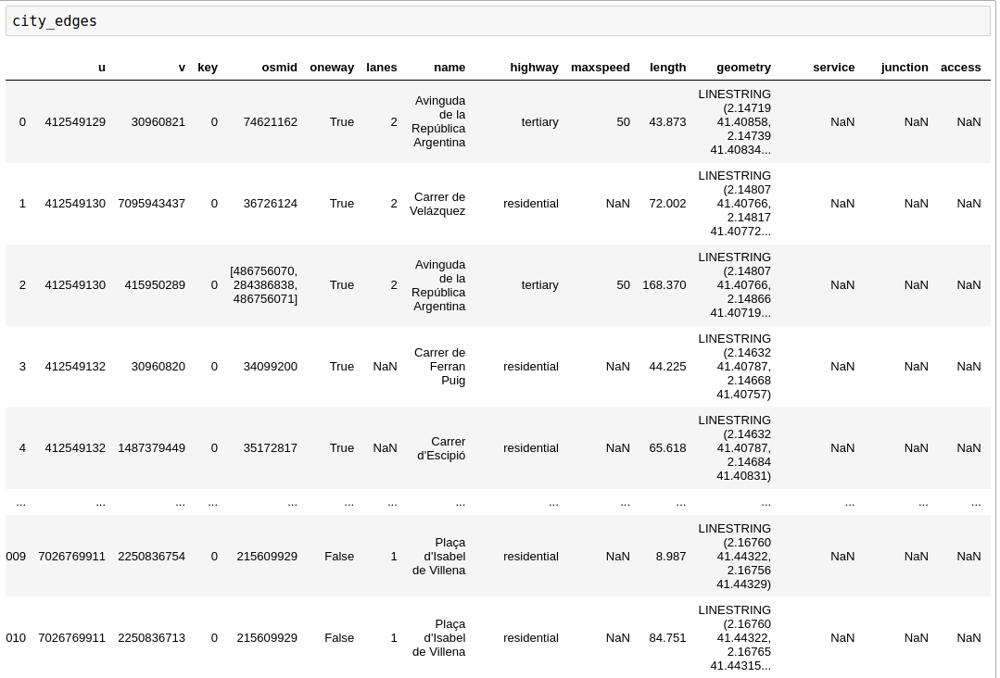 city_edges
u v key osmid oneway lanes name highway maxspeed length geometry service junction access
0 412549129 30960821 0 74621162 True 2 Avinguda de la República Argentina tertiary 50 43.873 LINESTRING (2.14719 41.40858, 2.14739 41.40834... NaN NaN NaN
1 412549130 7095943437 0 36726124 True 2 Carrer de Velázquez residential NaN 72.002 LINESTRING (2.14807 41.40766, 2.14817 41.40772... NaN NaN NaN
2 412549130 415950289 0 [486756070, 284386838, 486756071] True 2 Avinguda de la República Argentina tertiary 50 168.370 LINESTRING (2.14807 41.40766, 2.14866 41.40719... NaN NaN NaN
3 412549132 30960820 0 34099200 True NaN Carrer de Ferran Puig residential NaN 44.225 LINESTRING (2.14632 41.40787, 2.14668 41.40757) NaN NaN NaN
4 412549132 1487379449 0 35172817 True NaN Carrer d'Escipió residential NaN 65.618 LINESTRING (2.14632 41.40787, 2.14684 41.40831) NaN NaN NaN
... ... ... ... ... ... ... ... ... ... ... ... ... ... ...
009 7026769911 2250836754 0 215609929 False 1 Plaça d'Isabel de Villena residential NaN 8.987 LINESTRING (2.16760 41.44322, 2.16756 41.44329) NaN NaN NaN
010 7026769911 2250836713 0 215609929 False 1 Plaça d'Isabel de Villena residential NaN 84.751 LINESTRING (2.16760 41.44322, 2.16765 41.44315... NaN NaN NaN